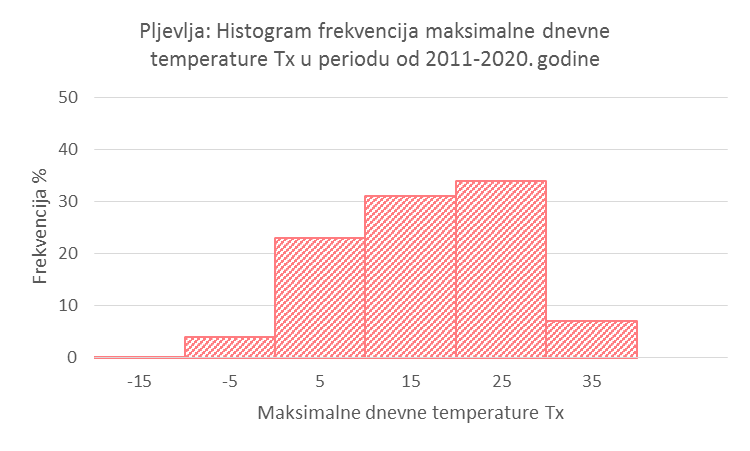 Pljevlja: Histogram frekvencija maksimalne dnevne
temperature Tx u periodu od 2011-2020. godine
50
40
30
20
10
0
Frekvencija %
-15 -5 5 15 25 35
Maksimalne dnevne temperature Tx